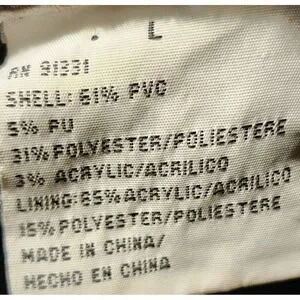 L
RN 91331
SHELL: 61% PVC
5% PU
31% POLYESTER/POLIESTERE
3% ACRYLIC/ACRILICO
LINING: 85% ACRYLIC/ACRILICO
15% POLYESTER/POLIESTERE
MADE IN CHINA/
HECHO EN CHINA